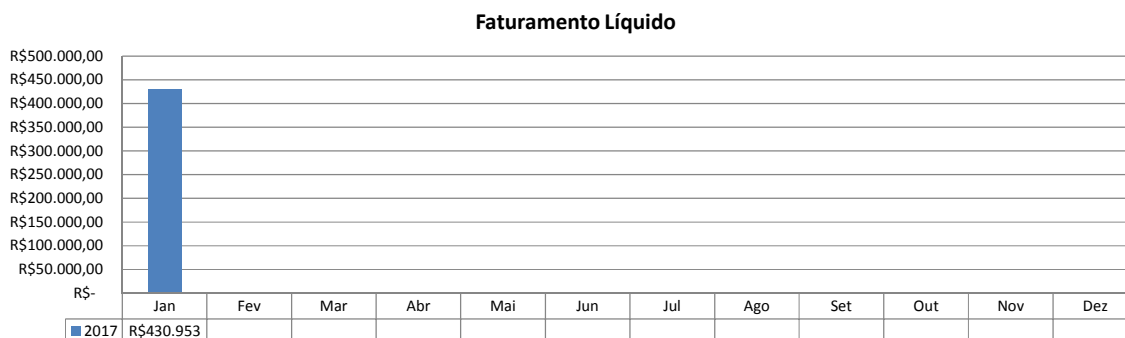 Faturamento Líquido
R$500.000,00
R$450.000,00
R$400.000,00
R$350.000,00
R$300.000,00
R$250.000,00
R$200.000,00
R$150.000,00
R$100.000,00
R$50.000,00
R$-
Jan Fev Mar Abr Mai Jun Jul Ago Set Out Nov Dez
2017 R$430.953